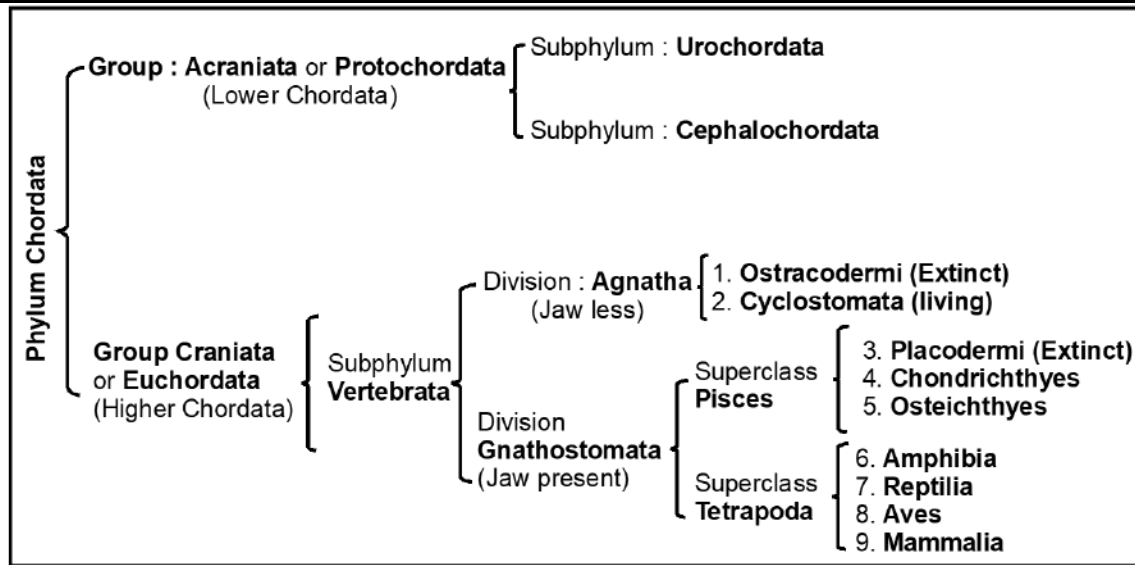 Phylum Chordata
Group : Acraniata or Protochordata
(Lower Chordata)
Subphylum : Urochordata
Subphylum : Cephalochordata
Group Craniata
or Euchordata
(Higher Chordata)
Subphylum
Vertebrata
Division : Agnatha
(Jaw less)
1. Ostracodermi (Extinct)
2. Cyclostomata (living)
Division
Gnathostomata
(Jaw present)
Superclass
Pisces
3. Placodermi (Extinct)
4. Chondrichthyes
5. Osteichthyes
Superclass
Tetrapoda
6. Amphibia
7. Reptilia
8. Aves
9. Mammalia